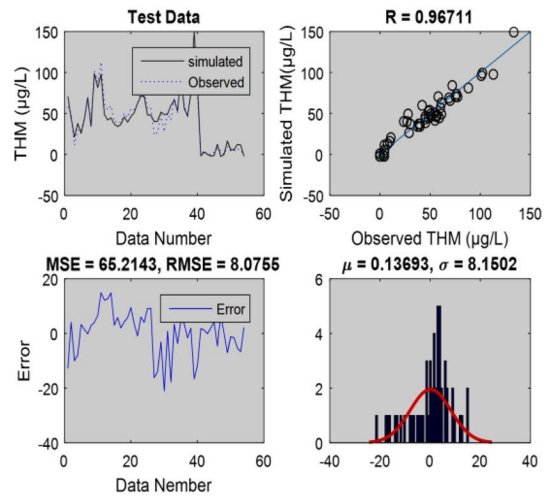 Test Data
THM (µg/L)
150
100
50
0
-50
simulated
Observed
0
20
40
60
Data Number
R = 0.96711
Simulated THM(µg/L)
150
100
50
0
-50
-50
0
50
100
150
Observed THM (µg/L)
MSE = 65.2143, RMSE = 8.0755
Error
20
0
-20
-40
Error
0
20
40
60
Data Nember
µ = 0.13693, σ = 8.1502
6
4
2
0
-40
-20
0
20
40